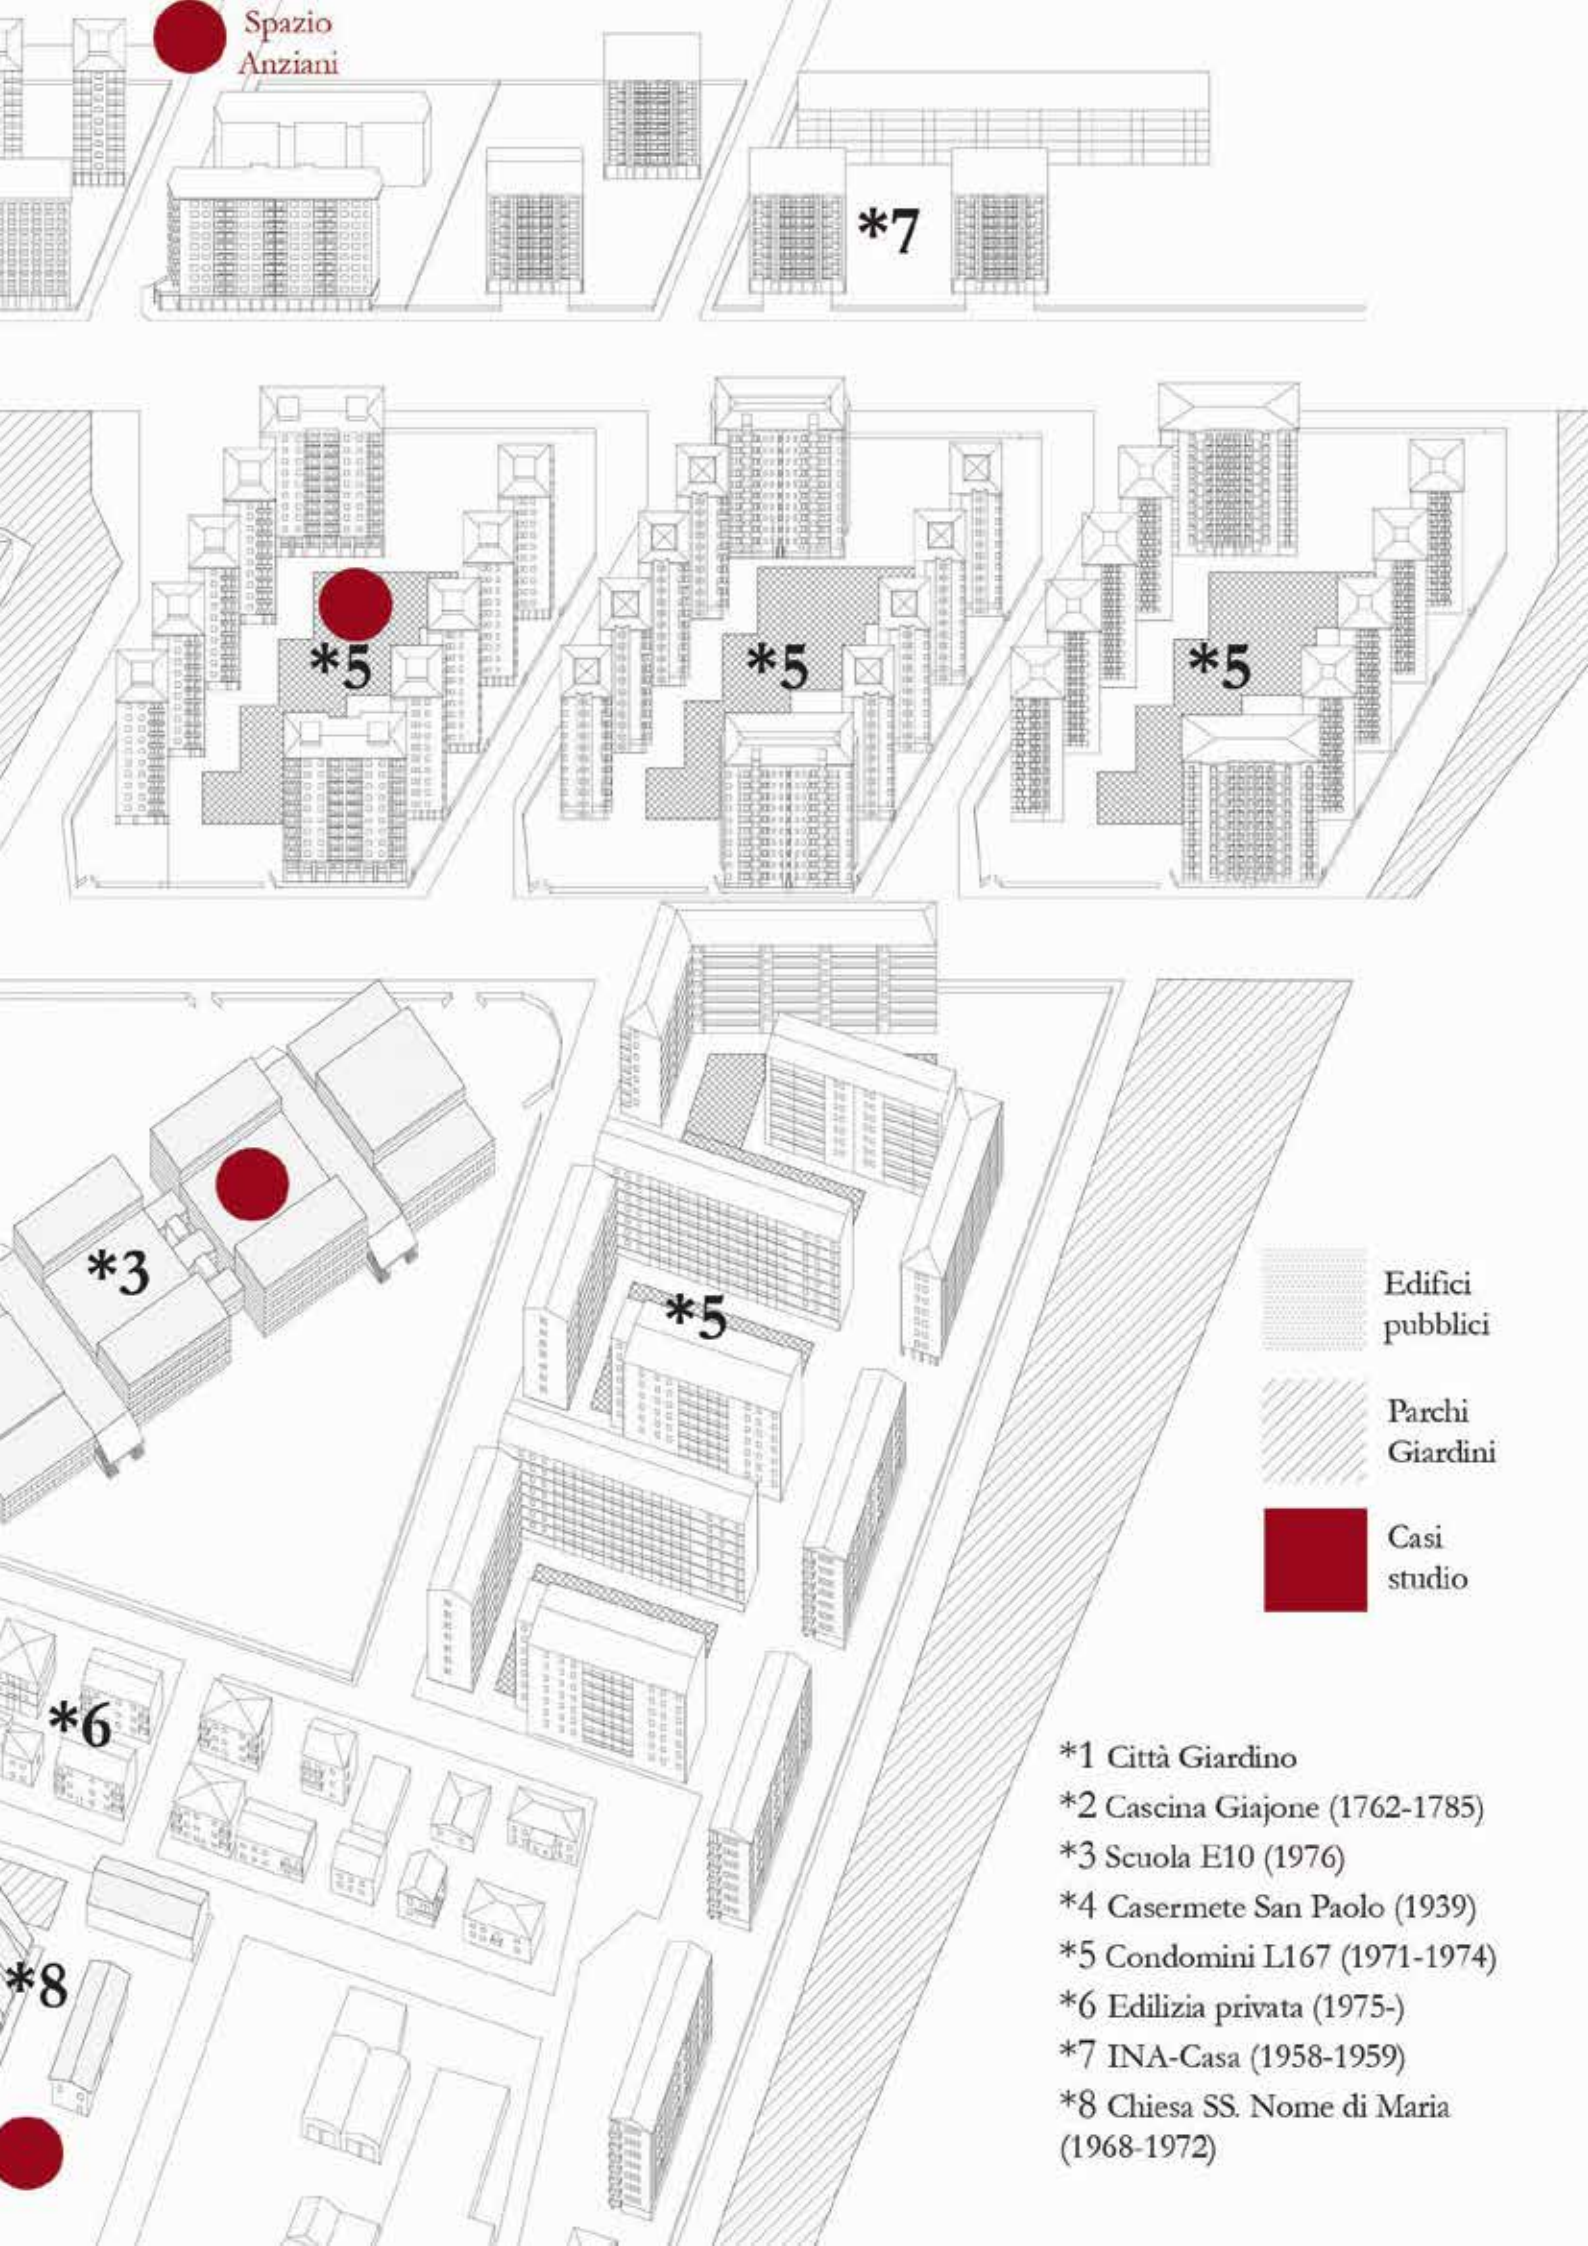 Spazio
Anziani
*7
*5
*5
*5
*3
*5
Edifici
pubblici
Parchi
Giardini
Casi
studio
*6
*8
*1 Città Giardino
*2 Cascina Giajone (1762-1785)
*3 Scuola E10 (1976)
*4 Casermete San Paolo (1939)
*5 Condomini L167 (1971-1974)
*6 Edilizia privata (1975-)
*7 INA-Casa (1958-1959)
*8 Chiesa SS. Nome di Maria
(1968-1972)